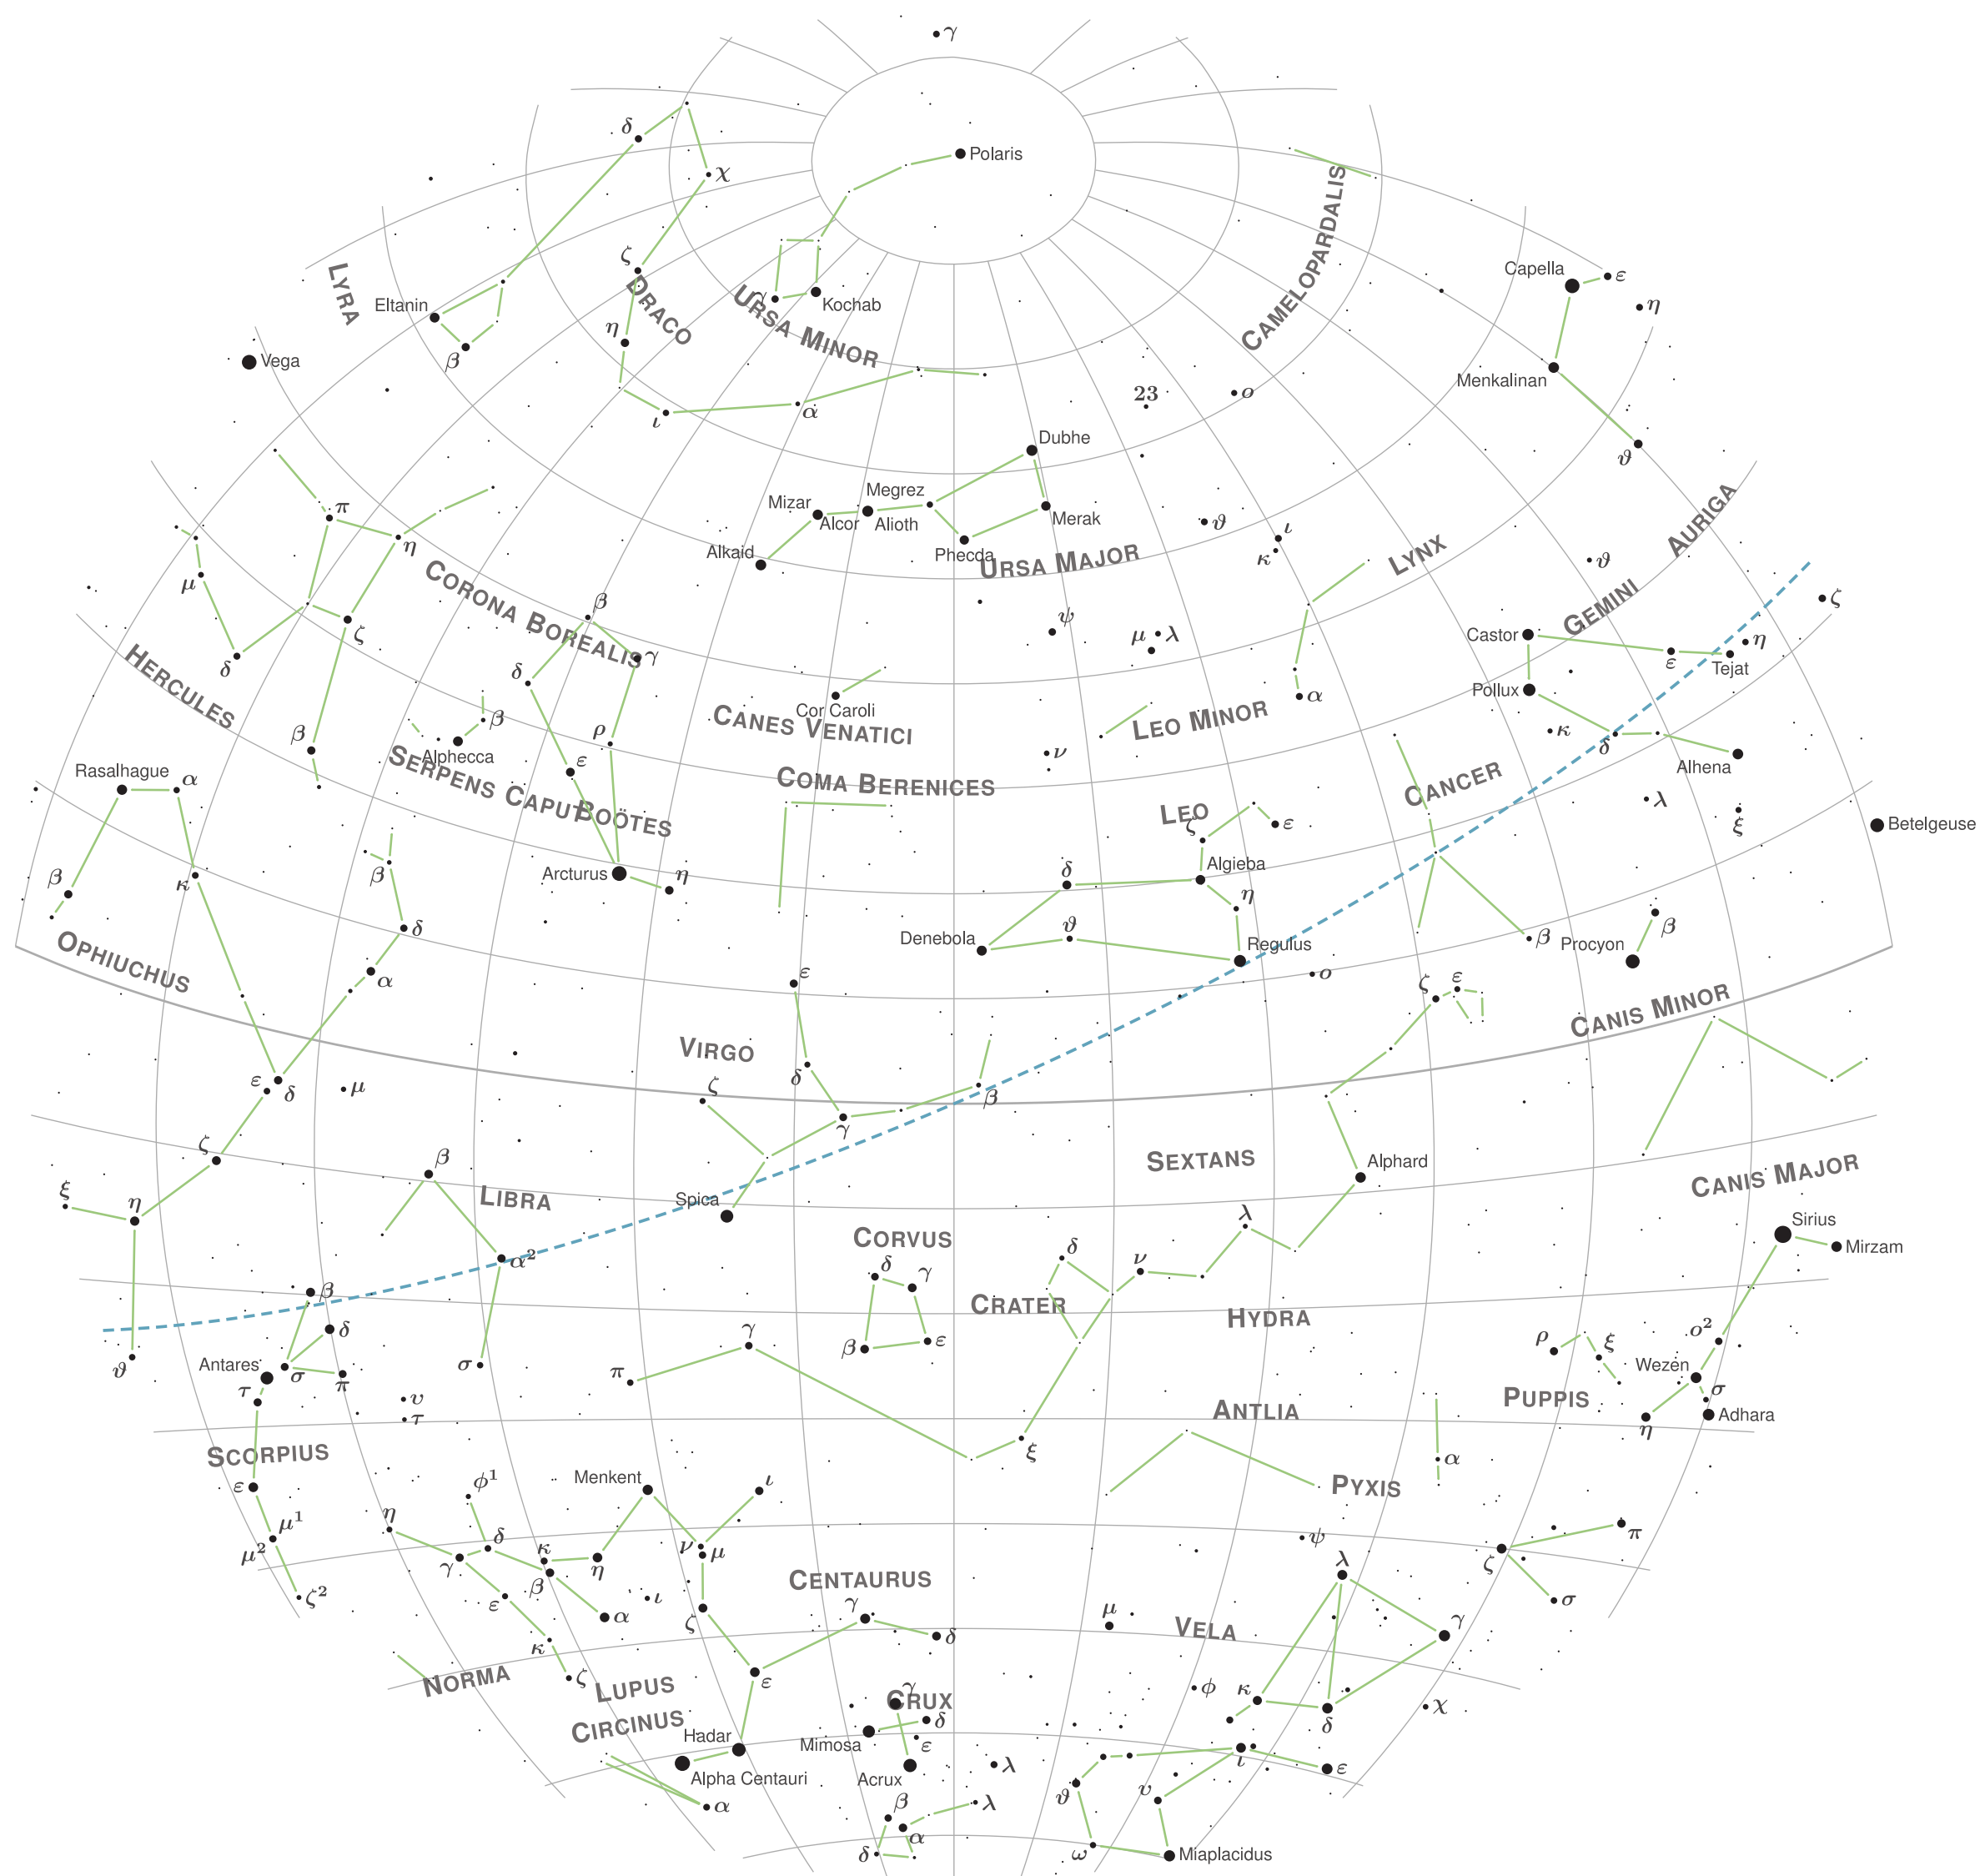 γ
δ
Polaris
χ
CAMELOPARDALIS
ζ
Capella
ε
LYRA
Eltanin
DRACO
γ
URSA MINOR
Kochab
η
η
β
Vega
Menkalinan
ι
α
23
ο
Dubhe
ϑ
π
Mizar
Megrez
AURIGA
Alcor
Alioth
Merak
ϑ
ι
η
Alkaid
Phecda
URSA MAJOR
κ
LYNX
ϑ
μ
CORONA BOREALIS
β
GEMINI
ζ
ζ
ψ
μ
λ
Castor
η
HERCULES
δ
δ
γ
ε
Tejat
Pollux
α
Cor Caroli
CANES VENATICI
LEO MINOR
β
β
ρ
ν
κ
δ
Alphecca
SERPENS CAPUT
Alhena
Rasalhague
α
ε
COMA BERENICES
CANCER
λ
BOÖTES
LEO
ζ
ε
ξ
Betelgeuse
Arcturus
η
Algieba
β
κ
β
δ
η
δ
Denebola
ϑ
Regulus
β
Procyon
β
OPHIUCHUS
α
ε
ο
ζ
ε
CANIS MINOR
VIRGO
ε
δ
μ
ζ
δ
β
γ
ζ
β
SEXTANS
Alphard
ξ
η
LIBRA
Spica
CANIS MAJOR
λ
Sirius
Mirzam
CORVUS
α²
δ
γ
δ
ν
β
CRATER
HYDRA
δ
γ
β
ε
ρ
ξ
ο²
ϑ
Antares
σ
π
σ
π
Wezen
τ
υ
τ
ANTLIA
PUPPIS
σ
η
Adhara
SCORPIUS
ξ
α
ε
φ¹
Menkent
ι
PYXIS
η
μ¹
μ²
δ
κ
ν
μ
ψ
π
γ
β
η
λ
ζ
ζ²
ε
α
ι
ζ
CENTAURUS
γ
μ
σ
κ
δ
VELA
γ
NORMA
ζ
LUPUS
ε
CRUX
γ
φ
κ
χ
CIRCINUS
Hadar
Mimosa
δ
ε
δ
Alpha Centauri
Acrux
λ
ι
ε
α
β
λ
ϑ
υ
α
δ
ω
Miaplacidus